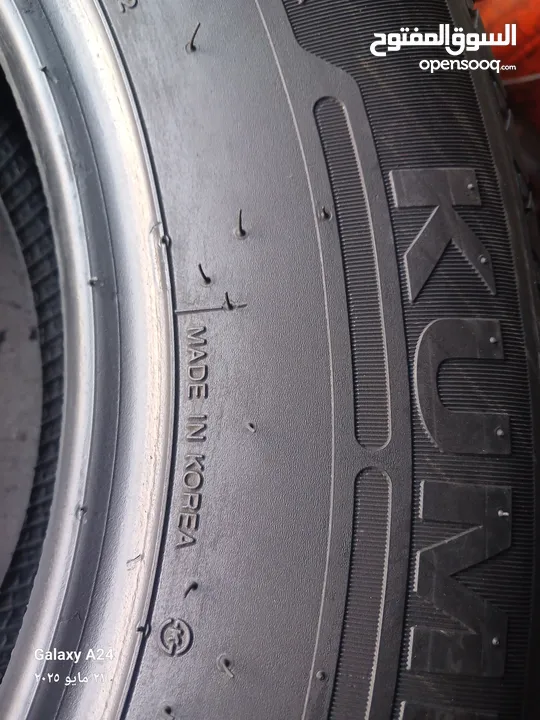 السوق المفتوح
opensooq.com
KUM
MADE IN KOREA
Galaxy A24
٢١ مايو ٢٠٢٥